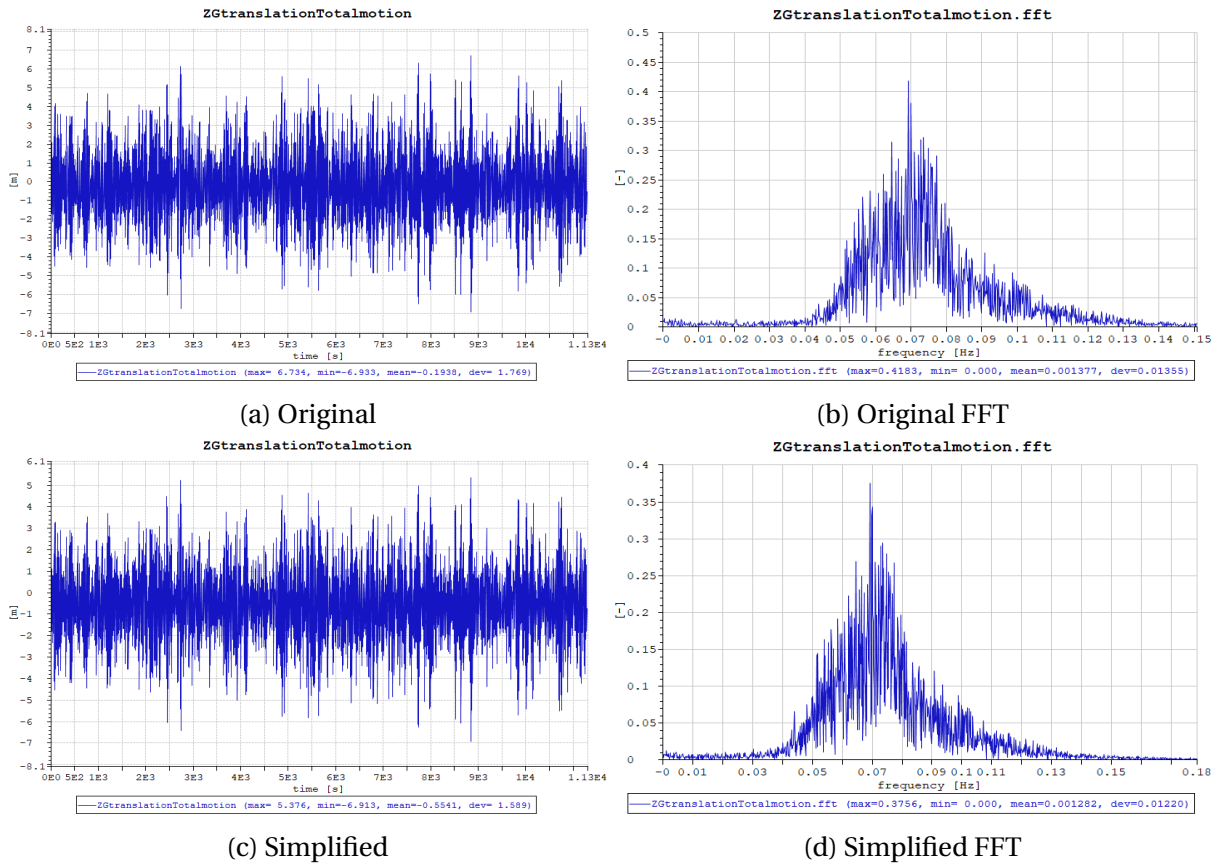 ZGtranslationTotalmotion
8.1
7
6
5
4
3
2
1
0
-1
-2
-3
-4
-5
-6
-7
-8.1
[m]
0E0 5E2 1E3 2E3 3E3 4E3 5E3 6E3 7E3 8E3 9E3 1E4 1.13E4
time [s]
ZGtranslationTotalmotion (max= 6.734, min=-6.933, mean=-0.1938, dev= 1.769)
(a) Original
ZGtranslationTotalmotion.fft
0.5
0.45
0.4
0.35
0.3
0.25
0.2
0.15
0.1
0.05
0
[-]
-0 0.01 0.02 0.03 0.04 0.05 0.06 0.07 0.08 0.09 0.1 0.11 0.12 0.13 0.14 0.15
frequency [Hz]
ZGtranslationTotalmotion.fft (max=0.4183, min= 0.000, mean=0.001377, dev=0.01355)
(b) Original FFT
ZGtranslationTotalmotion
6.1
5
4
3
2
1
0
-1
-2
-3
-4
-5
-6
-7
-8.1
[m]
0E0 5E2 1E3 2E3 3E3 4E3 5E3 6E3 7E3 8E3 9E3 1E4 1.13E4
time [s]
ZGtranslationTotalmotion (max= 5.376, min=-6.913, mean=-0.5541, dev= 1.589)
(c) Simplified
ZGtranslationTotalmotion.fft
0.4
0.35
0.3
0.25
0.2
0.15
0.1
0.05
0
[-]
-0 0.01 0.03 0.05 0.07 0.09 0.1 0.11 0.13 0.15 0.18
frequency [Hz]
ZGtranslationTotalmotion.fft (max=0.3756, min= 0.000, mean=0.001282, dev=0.01220)
(d) Simplified FFT